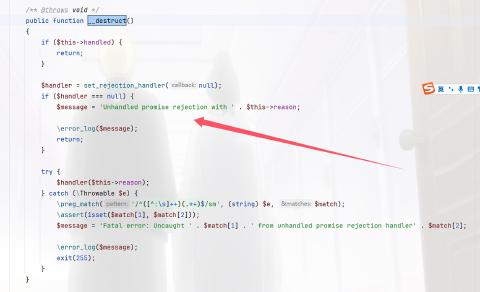 /** @throws void */
public function __destruct()
{
if ($this->handled) {
return;
}
$handler = set_rejection_handler( callback: null);
if ($handler === null) {
$message = 'Unhandled promise rejection with ' . $this->reason;
\error_log($message);
return;
}
try {
$handler($this->reason);
} catch (\Throwable $e) {
\preg_match( pattern: '/^([^:\s]++)(.*+)$/sm', (string) $e, &matches: $match);
\assert(isset($match[1], $match[2]));
$message = 'Fatal error: Uncaught ' . $match[1] . ' from unhandled promise rejection handler' . $match[2];
\error_log($message);
exit(255);
}
}
S 英